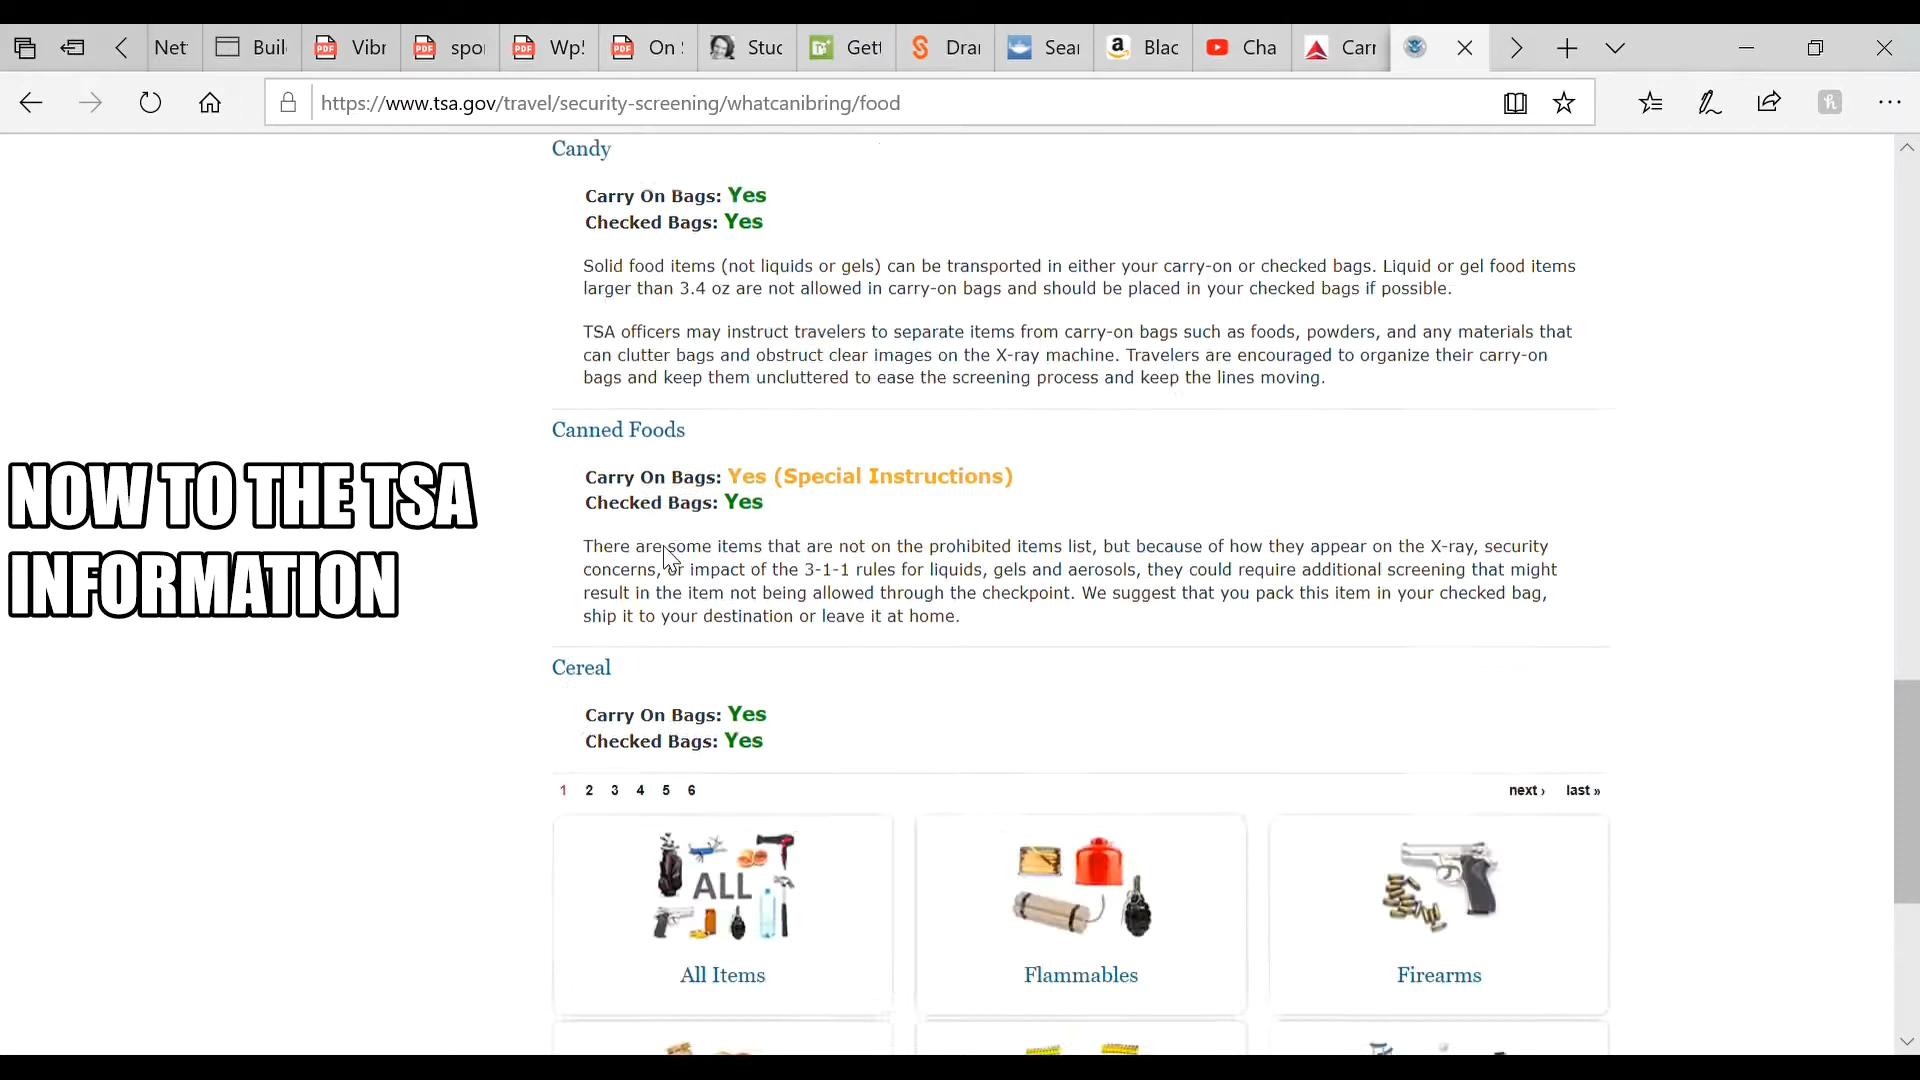 Net
Buil
Vibr
spo
Wp!
On
Stuc
Gett
Drar
Sear
Blac
Cha
Carr
https://www.tsa.gov/travel/security-screening/whatcanibring/food
Candy
Carry On Bags: Yes
Checked Bags: Yes
Solid food items (not liquids or gels) can be transported in either your carry-on or checked bags. Liquid or gel food items
larger than 3.4 oz are not allowed in carry-on bags and should be placed in your checked bags if possible.
TSA officers may instruct travelers to separate items from carry-on bags such as foods, powders, and any materials that
can clutter bags and obstruct clear images on the X-ray machine. Travelers are encouraged to organize their carry-on
bags and keep them uncluttered to ease the screening process and keep the lines moving.
Canned Foods
Carry On Bags: Yes (Special Instructions)
Checked Bags: Yes
There are some items that are not on the prohibited items list, but because of how they appear on the X-ray, security
concerns, or impact of the 3-1-1 rules for liquids, gels and aerosols, they could require additional screening that might
result in the item not being allowed through the checkpoint. We suggest that you pack this item in your checked bag,
ship it to your destination or leave it at home.
NOW TO THE TSA
INFORMATION
Cereal
Carry On Bags: Yes
Checked Bags: Yes
1 2 3 4 5 6
next › last »
ALL
All Items
Flammables
Firearms